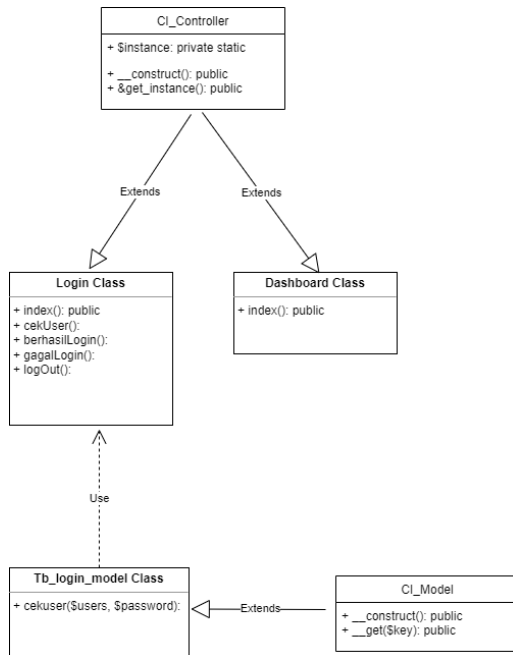 CI_Controller
+ $instance: private static
+ __construct(): public
+ &get_instance(): public
Extends
Extends
Login Class
+ index(): public
+ cekUser():
+ berhasilLogin():
+ gagalLogin():
+ logOut():
Dashboard Class
+ index(): public
Use
Tb_login_model Class
+ cekuser($users, $password):
Extends
CI_Model
+ __construct(): public
+ __get($key): public